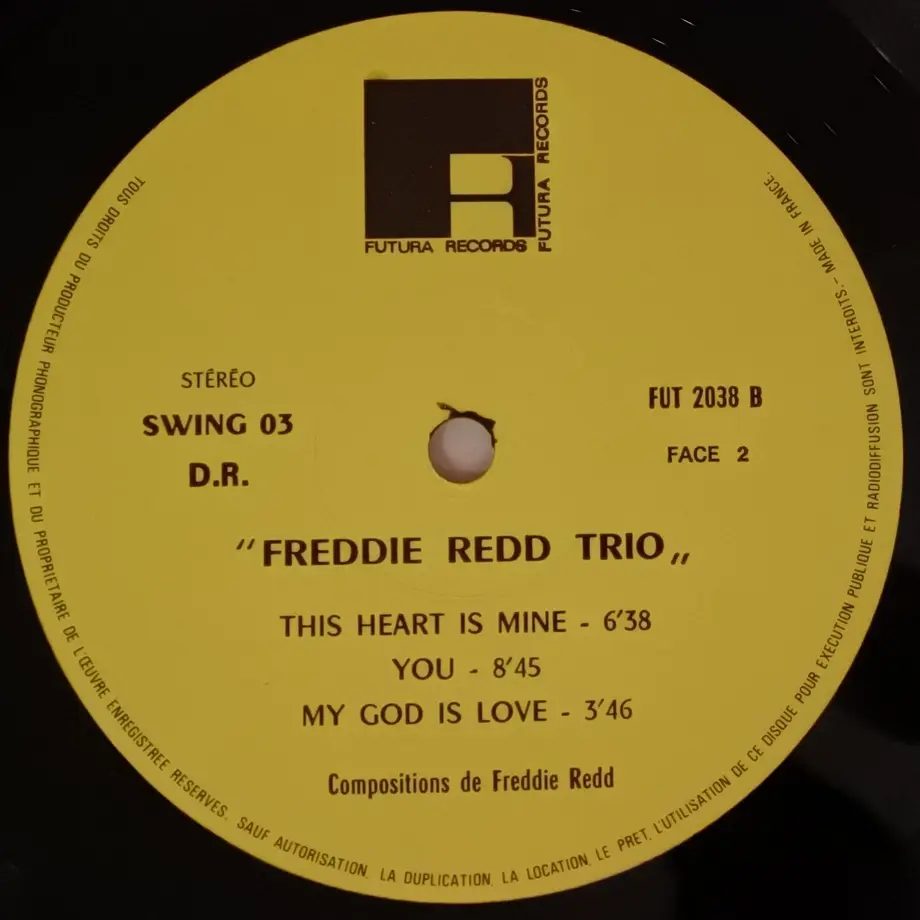 FUTURA RECORDS
FUTURA RECORDS
STÉRÉO
SWING 03
D.R.
FUT 2038 B
FACE 2
"FREDDIE REDD TRIO„
THIS HEART IS MINE - 6'38
YOU - 8'45
MY GOD IS LOVE - 3'46
Compositions de Freddie Redd
TOUS DROITS DU PRODUCTEUR PHONOGRAPHIQUE ET DU PROPRIETAIRE DE L'ŒUVRE ENREGISTREE RESERVES. SAUF AUTORISATION, LA DUPLICATION, LA LOCATION, LE PRET, L'UTILISATION DE CE DISQUE POUR EXECUTION PUBLIQUE ET RADIODIFFUSION SONT INTERDITS. - MADE IN FRANCE.